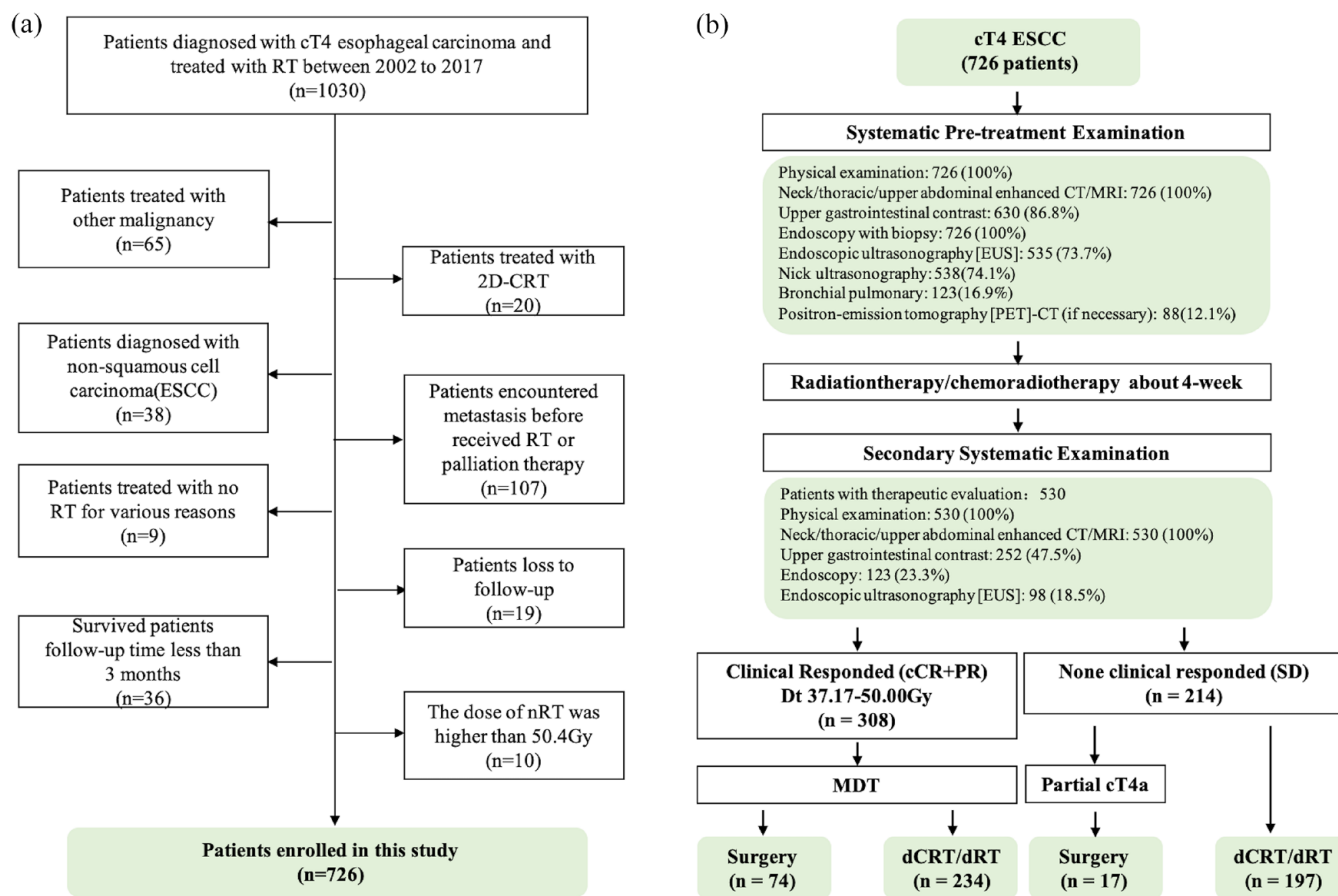 (a)
Patients diagnosed with cT4 esophageal carcinoma and
treated with RT between 2002 to 2017
(n=1030)
Patients treated with
other malignancy
(n=65)
Patients treated with
2D-CRT
(n=20)
Patients diagnosed with
non-squamous cell
carcinoma(ESCC)
(n=38)
Patients encountered
metastasis before
received RT or
palliation therapy
(n=107)
Patients treated with no
RT for various reasons
(n=9)
Patients loss to
follow-up
(n=19)
Survived patients
follow-up time less than
3 months
(n=36)
The dose of nRT was
higher than 50.4Gy
(n=10)
Patients enrolled in this study
(n=726)
(b)
cT4 ESCC
(726 patients)
Systematic Pre-treatment Examination
Physical examination: 726 (100%)
Neck/thoracic/upper abdominal enhanced CT/MRI: 726 (100%)
Upper gastrointestinal contrast: 630 (86.8%)
Endoscopy with biopsy: 726 (100%)
Endoscopic ultrasonography [EUS]: 535 (73.7%)
Nick ultrasonography: 538(74.1%)
Bronchial pulmonary: 123(16.9%)
Positron-emission tomography [PET]-CT (if necessary): 88(12.1%)
Radiationtherapy/chemoradiotherapy about 4-week
Secondary Systematic Examination
Patients with therapeutic evaluation: 530
Physical examination: 530 (100%)
Neck/thoracic/upper abdominal enhanced CT/MRI: 530 (100%)
Upper gastrointestinal contrast: 252 (47.5%)
Endoscopy: 123 (23.3%)
Endoscopic ultrasonography [EUS]: 98 (18.5%)
Clinical Responded (cCR+PR)
Dt 37.17-50.00Gy
(n = 308)
None clinical responded (SD)
(n = 214)
MDT
Partial cT4a
Surgery
(n = 74)
dCRT/dRT
(n = 234)
Surgery
(n = 17)
dCRT/dRT
(n = 197)